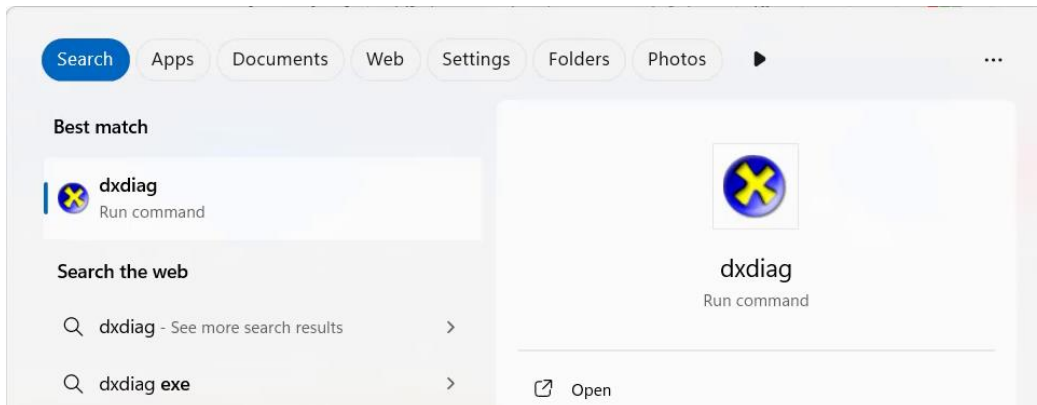 Search Apps Documents Web Settings Folders Photos
Best match
dxdiag
Run command
Search the web
dxdiag - See more search results
dxdiag exe
dxdiag
Run command
Open